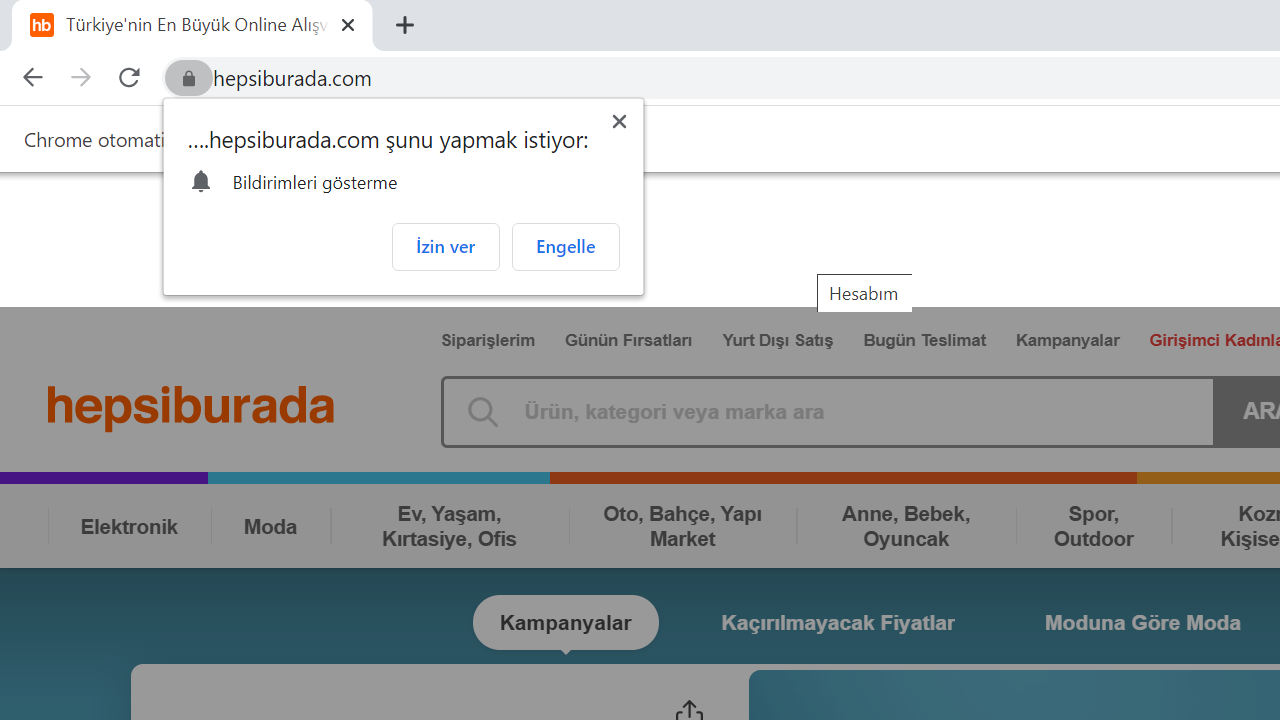 hb Türkiye'nin En Büyük Online Alışv
hepsiburada.com
Chrome otomati
....hepsiburada.com şunu yapmak istiyor:
Bildirimleri gösterme
İzin ver Engelle
Hesabım
Siparişlerim Günün Fırsatları Yurt Dışı Satış Bugün Teslimat Kampanyalar Girişimci Kadınla
hepsiburada
Ürün, kategori veya marka ara
ARA
Elektronik
Moda
Ev, Yaşam,
Kırtasiye, Ofis
Oto, Bahçe, Yapı
Market
Anne, Bebek,
Oyuncak
Spor,
Outdoor
Kozm
Kişise
Kampanyalar Kaçırılmayacak Fiyatlar Moduna Göre Moda